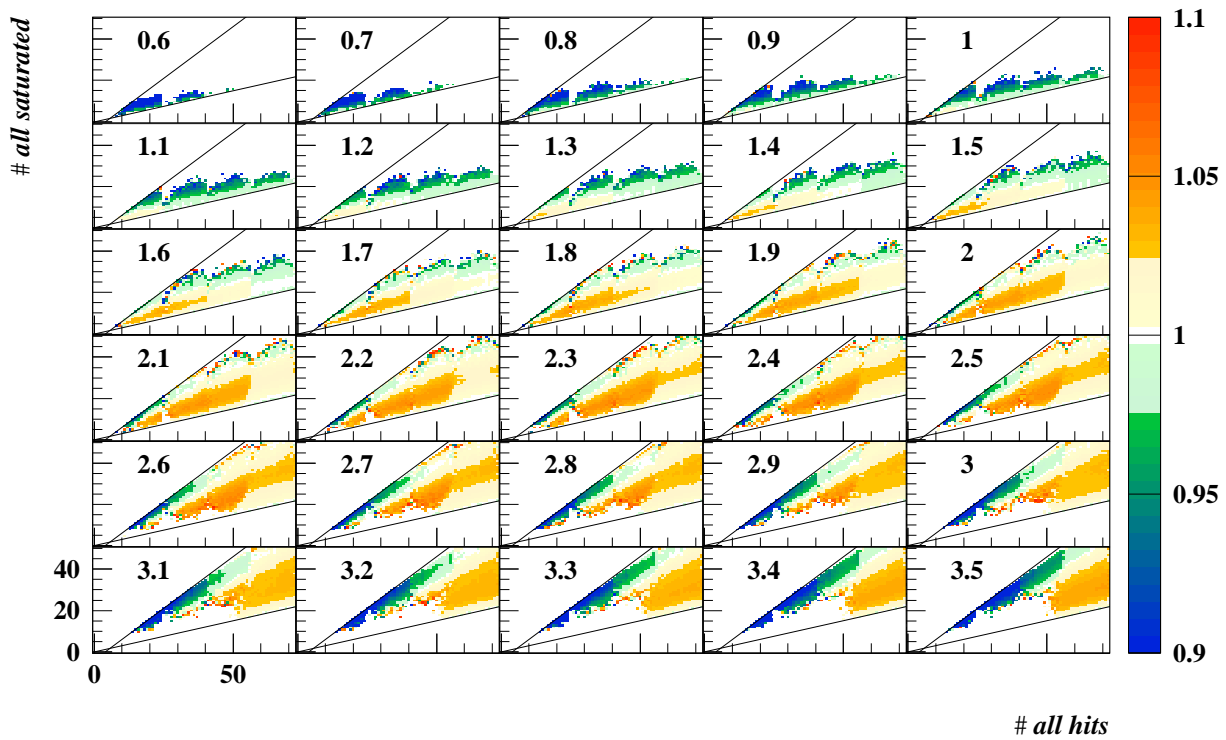 # all saturated
0.6 0.7 0.8 0.9 1
1.1 1.2 1.3 1.4 1.5
1.6 1.7 1.8 1.9 2
2.1 2.2 2.3 2.4 2.5
2.6 2.7 2.8 2.9 3
3.1 3.2 3.3 3.4 3.5
40
20
0
0 50
# all hits
1.1
1.05
1
0.95
0.9